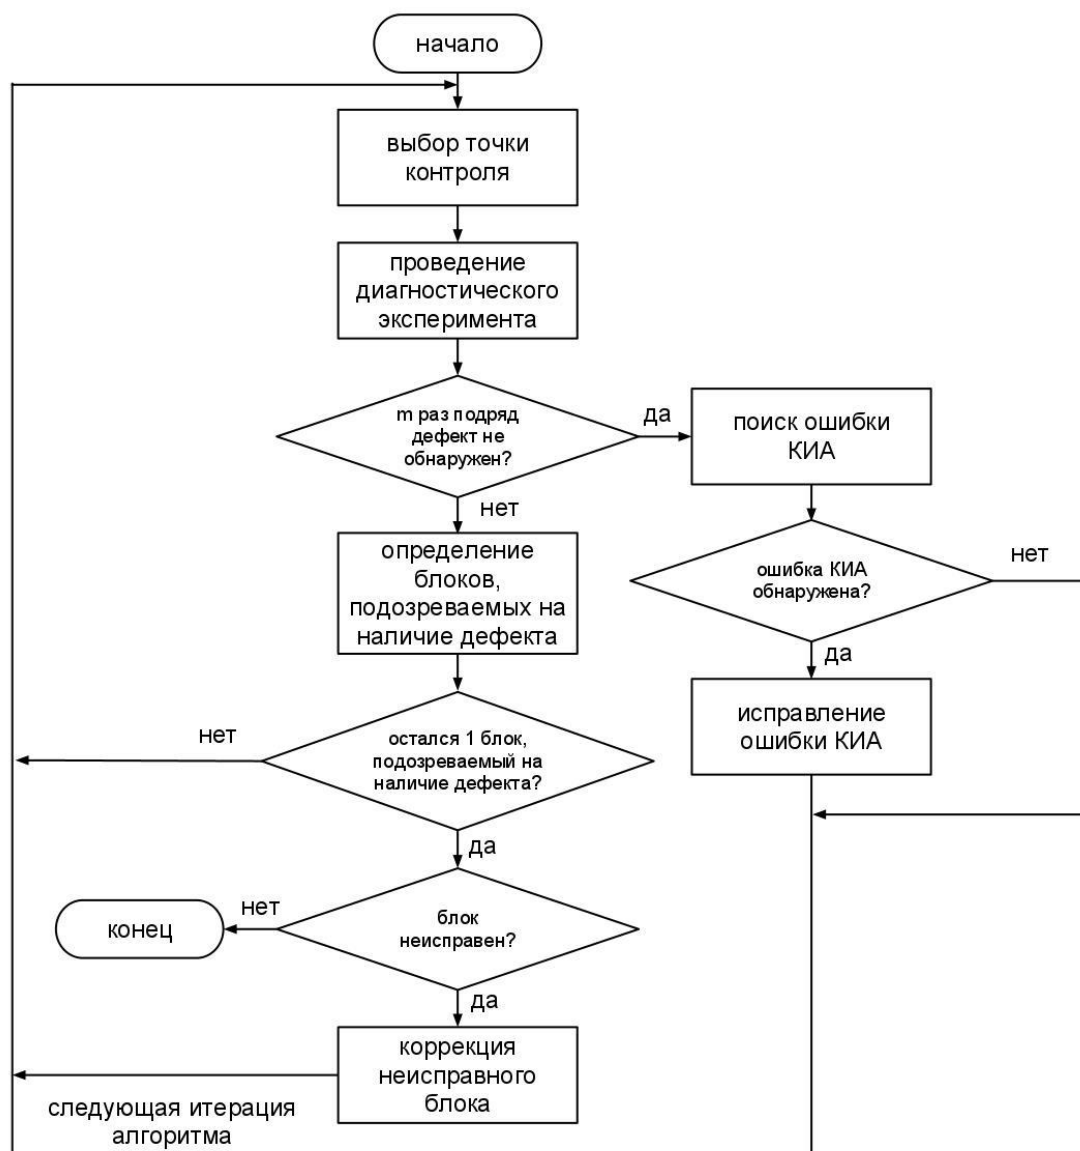 начало
выбор точки
контроля
проведение
диагностического
эксперимента
m раз подряд
дефект не
обнаружен?
да
поиск ошибки
КИА
нет
определение
блоков,
подозреваемых на
наличие дефекта
ошибка КИА
обнаружена?
нет
да
исправление
ошибки КИА
остался 1 блок,
подозреваемый на
наличие дефекта?
нет
да
блок
неисправен?
нет
конец
да
коррекция
неисправного
блока
следующая итерация
алгоритма